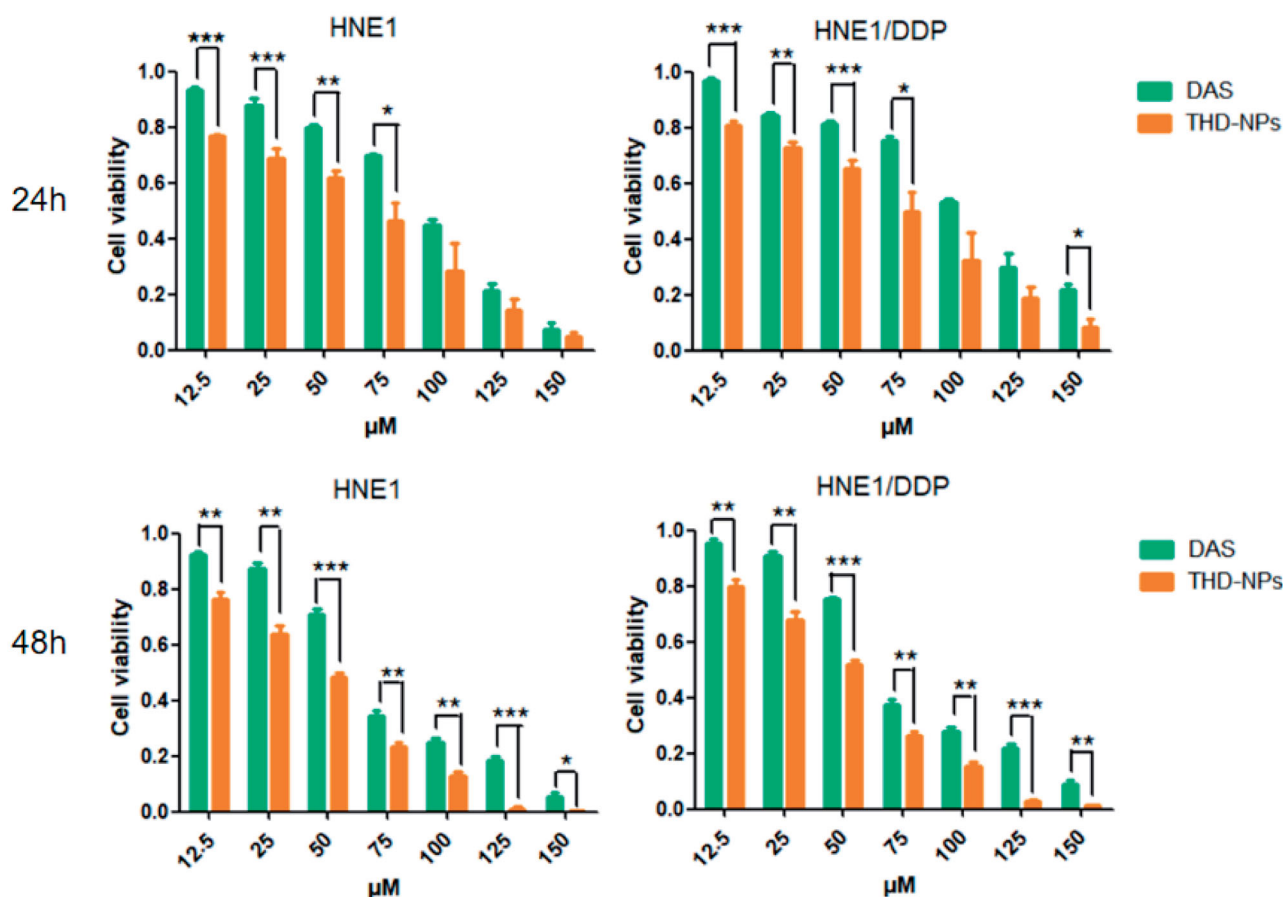 HNE1
*** *** ** *
1.0
0.8
0.6
0.4
0.2
0.0
Cell viability
12.5 25 50 75 100 125 150
µM
24h
HNE1/DDP
*** ** *** * *
1.0
0.8
0.6
0.4
0.2
0.0
Cell viability
12.5 25 50 75 100 125 150
µM
DAS
THD-NPs
HNE1
** ** *** ** ** *** *
1.0
0.8
0.6
0.4
0.2
0.0
Cell viability
12.5 25 50 75 100 125 150
µM
48h
HNE1/DDP
** ** *** ** ** *** **
1.0
0.8
0.6
0.4
0.2
0.0
Cell viability
12.5 25 50 75 100 125 150
µM
DAS
THD-NPs